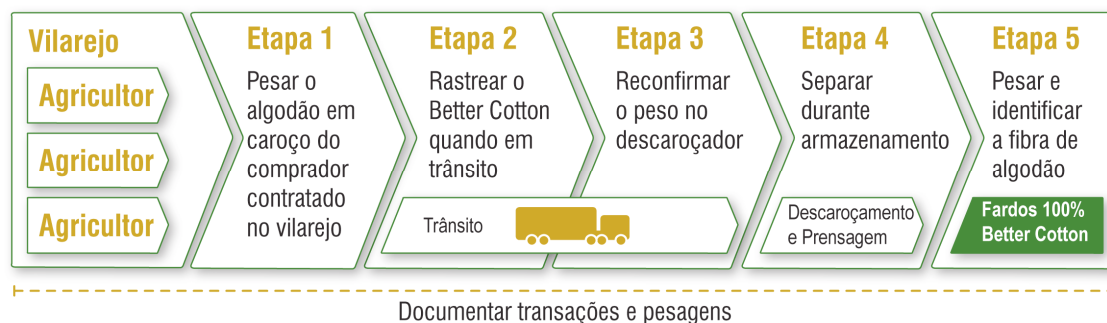 Vilarejo
Agricultor
Agricultor
Agricultor
Etapa 1
Pesar o
algodão em
caroço do
comprador
contratado
no vilarejo
Etapa 2
Rastrear o
Better Cotton
quando em
trânsito
Etapa 3
Reconfirmar
o peso no
descaroçador
Trânsito
Etapa 4
Separar
durante
armazenamento
Descaroçamento
e Prensagem
Etapa 5
Pesar e
identificar
a fibra de
algodão
Fardos 100%
Better Cotton
Documentar transações e pesagens